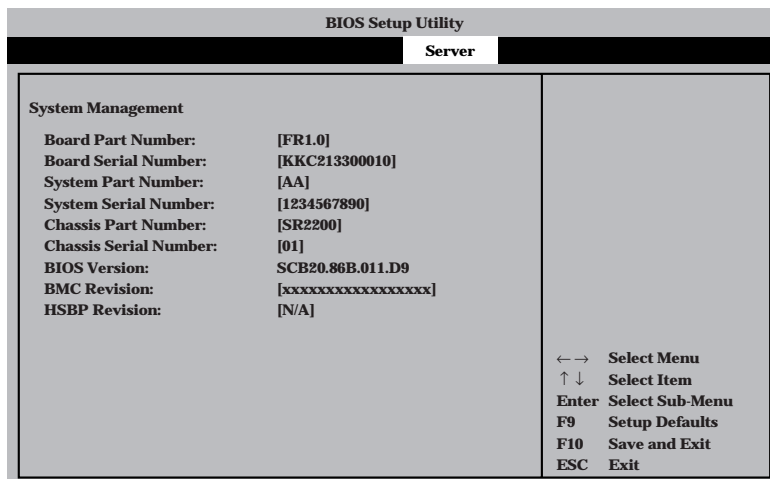 BIOS Setup Utility
Server
System Management
Board Part Number: [FR1.0]
Board Serial Number: [KKC213300010]
System Part Number: [AA]
System Serial Number: [1234567890]
Chassis Part Number: [SR2200]
Chassis Serial Number: [01]
BIOS Version: SCB20.86B.011.D9
BMC Revision: [xxxxxxxxxxxxxxxxx]
HSBP Revision: [N/A]
←→ Select Menu
↑↓ Select Item
Enter Select Sub-Menu
F9 Setup Defaults
F10 Save and Exit
ESC Exit